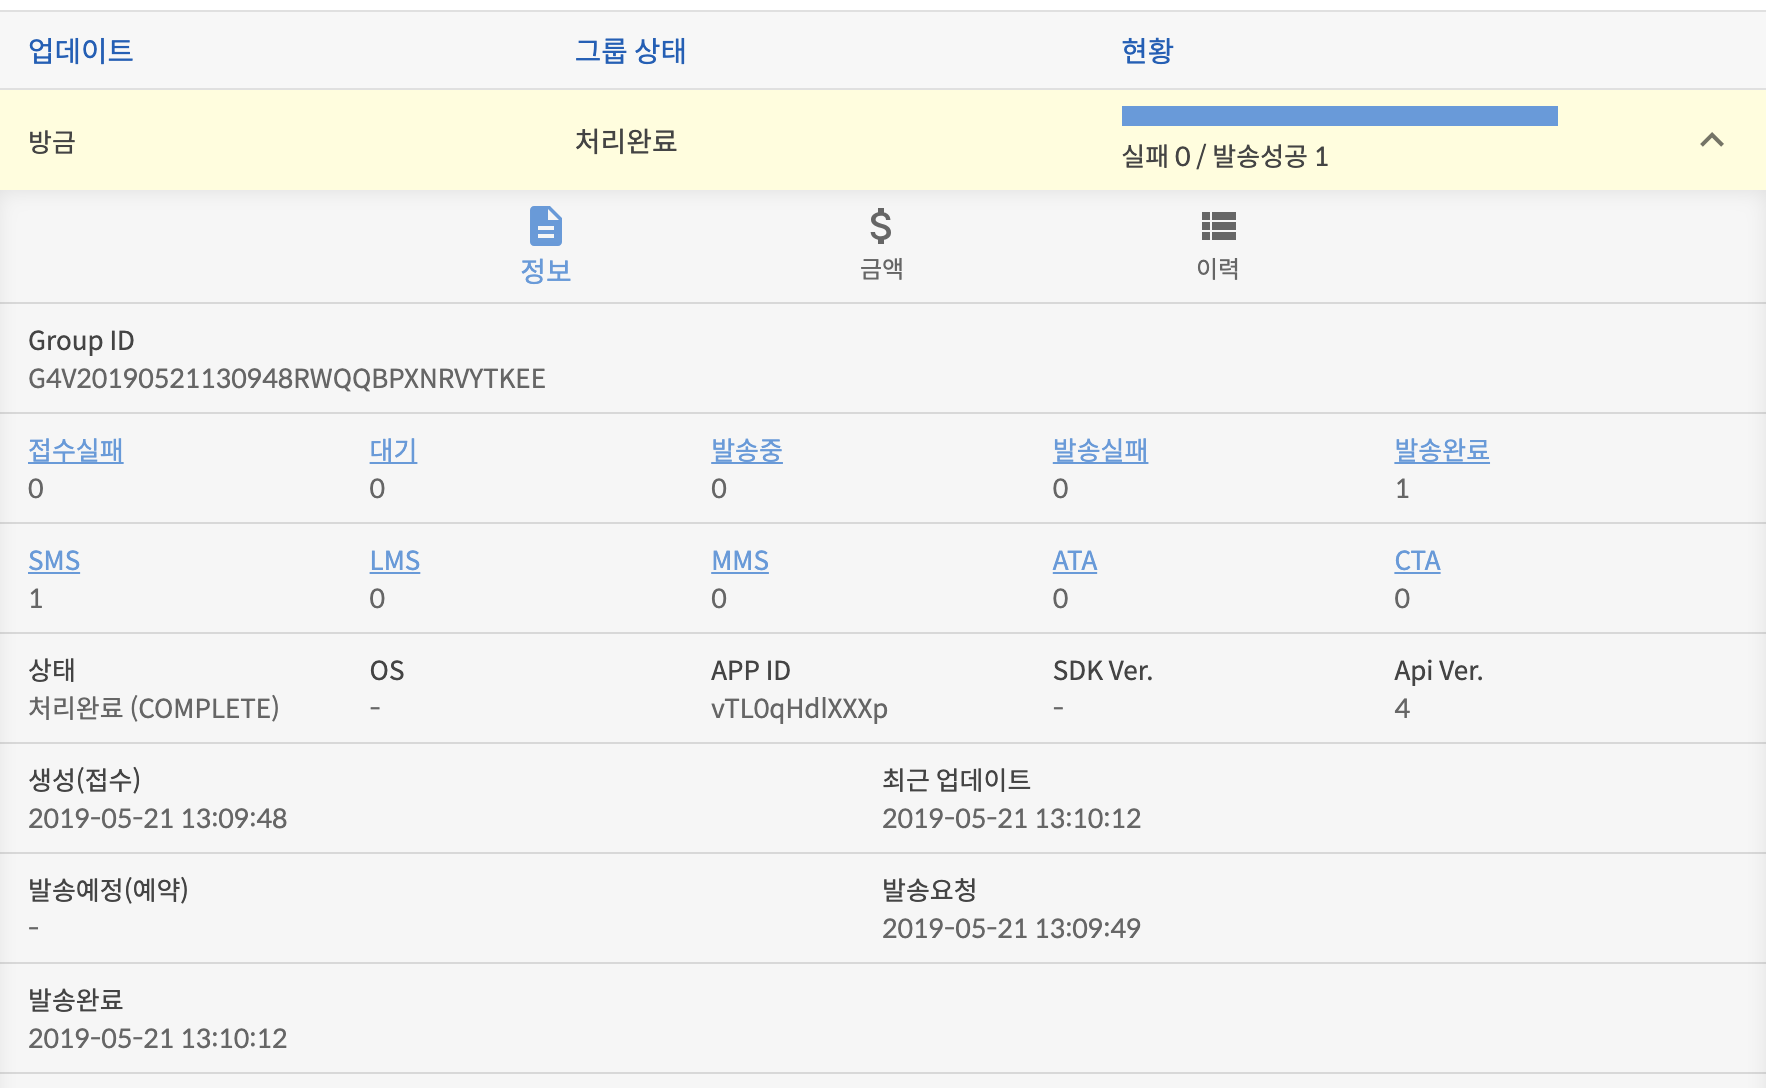 업데이트 그룹 상태 현황
방금 처리완료 실패 0 / 발송성공 1
정보 금액 이력
Group ID
G4V20190521130948RWQQBPXNRVYTKEE
접수실패 대기 발송중 발송실패 발송완료
0 0 0 0 1
SMS LMS MMS ATA CTA
1 0 0 0 0
상태 OS APP ID SDK Ver. Api Ver.
처리완료 (COMPLETE) - vTL0qHdlXXXp - 4
생성(접수) 최근 업데이트
2019-05-21 13:09:48 2019-05-21 13:10:12
발송예정(예약) 발송요청
- 2019-05-21 13:09:49
발송완료
2019-05-21 13:10:12